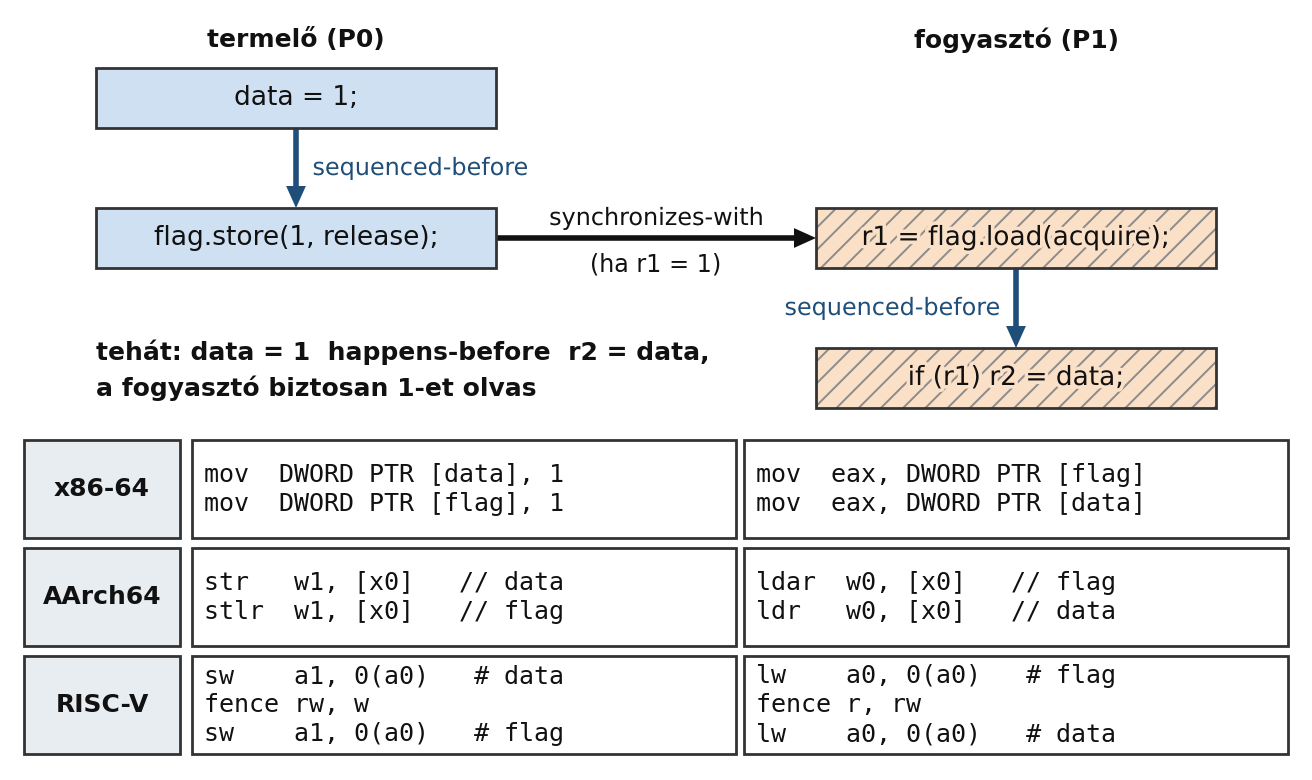 termelő (P0)
fogyasztó (P1)
data = 1;
sequenced-before
flag.store(1, release);
synchronizes-with
(ha r1 = 1)
r1 = flag.load(acquire);
sequenced-before
if (r1) r2 = data;
tehát: data = 1  happens-before  r2 = data,
a fogyasztó biztosan 1-et olvas
x86-64
mov  DWORD PTR [data], 1
mov  DWORD PTR [flag], 1
mov  eax, DWORD PTR [flag]
mov  eax, DWORD PTR [data]
AArch64
str   w1, [x0]   // data
stlr  w1, [x0]   // flag
ldar  w0, [x0]   // flag
ldr   w0, [x0]   // data
RISC-V
sw    a1, 0(a0)   # data
fence rw, w
sw    a1, 0(a0)   # flag
lw    a0, 0(a0)   # flag
fence r, rw
lw    a0, 0(a0)   # data